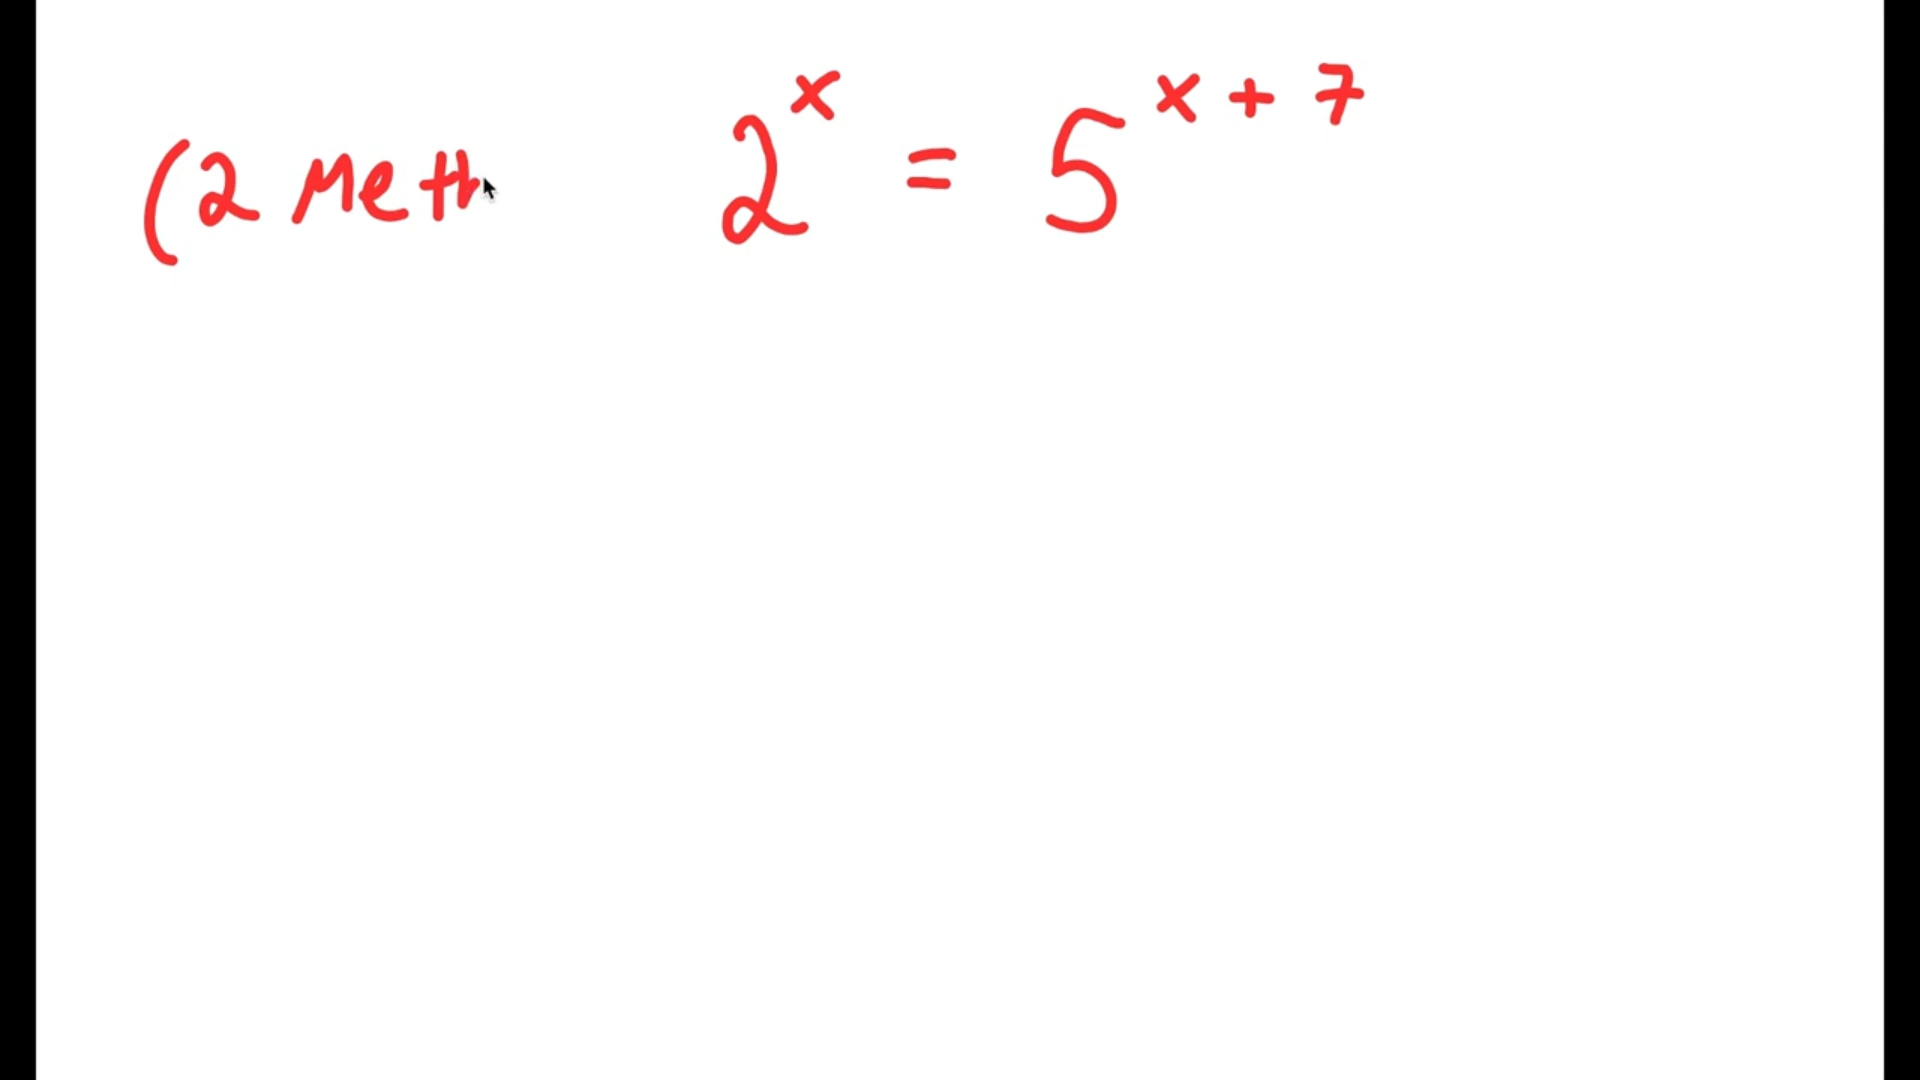 (2 Meth
2^x = 5^{x + 7}